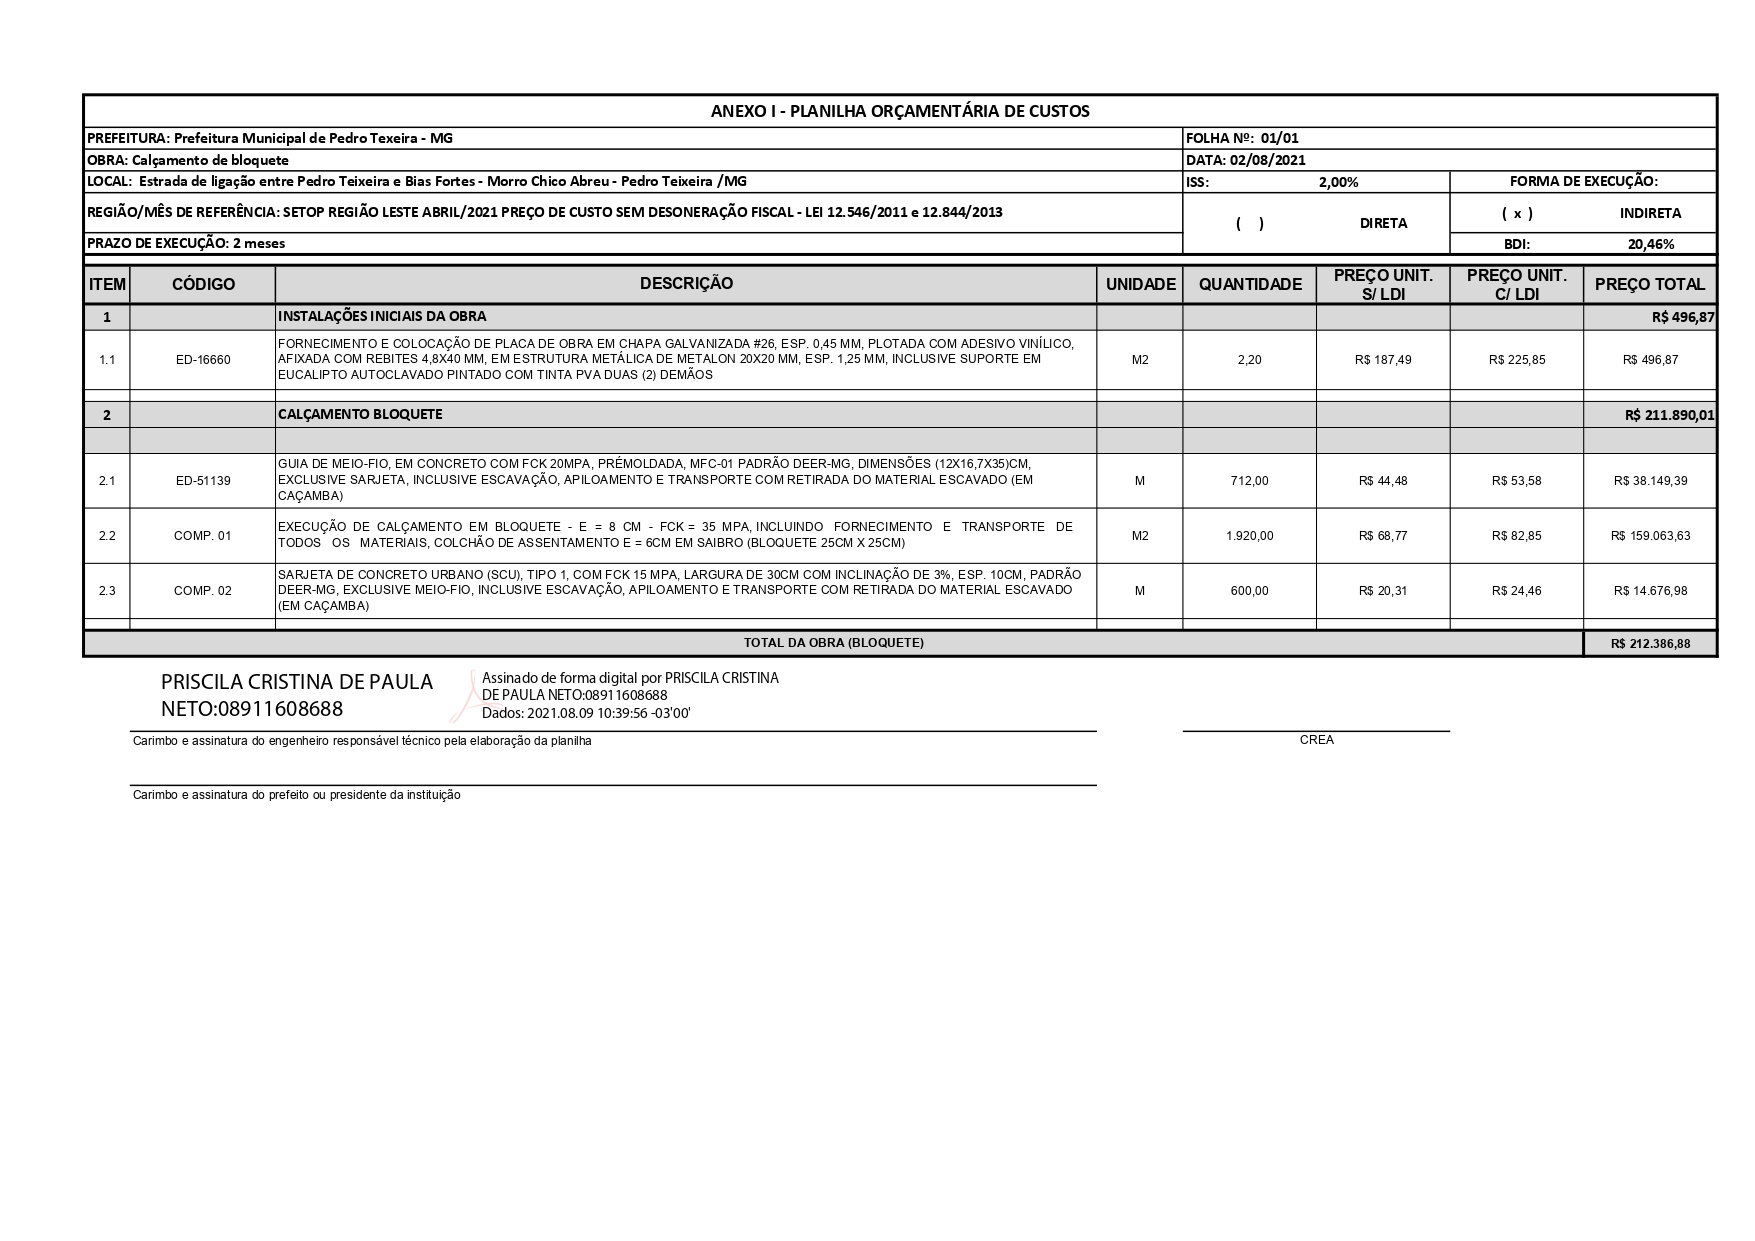 ANEXO I - PLANILHA ORÇAMENTÁRIA DE CUSTOS
PREFEITURA: Prefeitura Municipal de Pedro Texeira - MG
FOLHA Nº: 01/01
OBRA: Calçamento de bloquete
DATA: 02/08/2021
LOCAL: Estrada de ligação entre Pedro Teixeira e Bias Fortes - Morro Chico Abreu - Pedro Teixeira /MG
ISS: 2,00%
FORMA DE EXECUÇÃO:
REGIÃO/MÊS DE REFERÊNCIA: SETOP REGIÃO LESTE ABRIL/2021 PREÇO DE CUSTO SEM DESONERAÇÃO FISCAL - LEI 12.546/2011 e 12.844/2013
( ) DIRETA
( x ) INDIRETA
PRAZO DE EXECUÇÃO: 2 meses
BDI: 20,46%
ITEM CÓDIGO DESCRIÇÃO UNIDADE QUANTIDADE PREÇO UNIT. S/ LDI PREÇO UNIT. C/ LDI PREÇO TOTAL
1 INSTALAÇÕES INICIAIS DA OBRA R$ 496,87
1.1 ED-16660
FORNECIMENTO E COLOCAÇÃO DE PLACA DE OBRA EM CHAPA GALVANIZADA #26, ESP. 0,45 MM, PLOTADA COM ADESIVO VINÍLICO,
AFIXADA COM REBITES 4,8X40 MM, EM ESTRUTURA METÁLICA DE METALON 20X20 MM, ESP. 1,25 MM, INCLUSIVE SUPORTE EM
EUCALIPTO AUTOCLAVADO PINTADO COM TINTA PVA DUAS (2) DEMÃOS
M2 2,20 R$ 187,49 R$ 225,85 R$ 496,87
2 CALÇAMENTO BLOQUETE R$ 211.890,01
2.1 ED-51139
GUIA DE MEIO-FIO, EM CONCRETO COM FCK 20MPA, PRÉMOLDADA, MFC-01 PADRÃO DEER-MG, DIMENSÕES (12X16,7X35)CM,
EXCLUSIVE SARJETA, INCLUSIVE ESCAVAÇÃO, APILOAMENTO E TRANSPORTE COM RETIRADA DO MATERIAL ESCAVADO (EM
CAÇAMBA)
M 712,00 R$ 44,48 R$ 53,58 R$ 38.149,39
2.2 COMP. 01
EXECUÇÃO DE CALÇAMENTO EM BLOQUETE - E = 8 CM - FCK = 35 MPA, INCLUINDO FORNECIMENTO E TRANSPORTE DE
TODOS OS MATERIAIS, COLCHÃO DE ASSENTAMENTO E = 6CM EM SAIBRO (BLOQUETE 25CM X 25CM)
M2 1.920,00 R$ 68,77 R$ 82,85 R$ 159.063,63
2.3 COMP. 02
SARJETA DE CONCRETO URBANO (SCU), TIPO 1, COM FCK 15 MPA, LARGURA DE 30CM COM INCLINAÇÃO DE 3%, ESP. 10CM, PADRÃO
DEER-MG, EXCLUSIVE MEIO-FIO, INCLUSIVE ESCAVAÇÃO, APILOAMENTO E TRANSPORTE COM RETIRADA DO MATERIAL ESCAVADO
(EM CAÇAMBA)
M 600,00 R$ 20,31 R$ 24,46 R$ 14.676,98
TOTAL DA OBRA (BLOQUETE) R$ 212.386,88
PRISCILA CRISTINA DE PAULA
NETO:08911608688
Assinado de forma digital por PRISCILA CRISTINA
DE PAULA NETO:08911608688
Dados: 2021.08.09 10:39:56 -03'00'
Carimbo e assinatura do engenheiro responsável técnico pela elaboração da planilha
CREA
Carimbo e assinatura do prefeito ou presidente da instituição